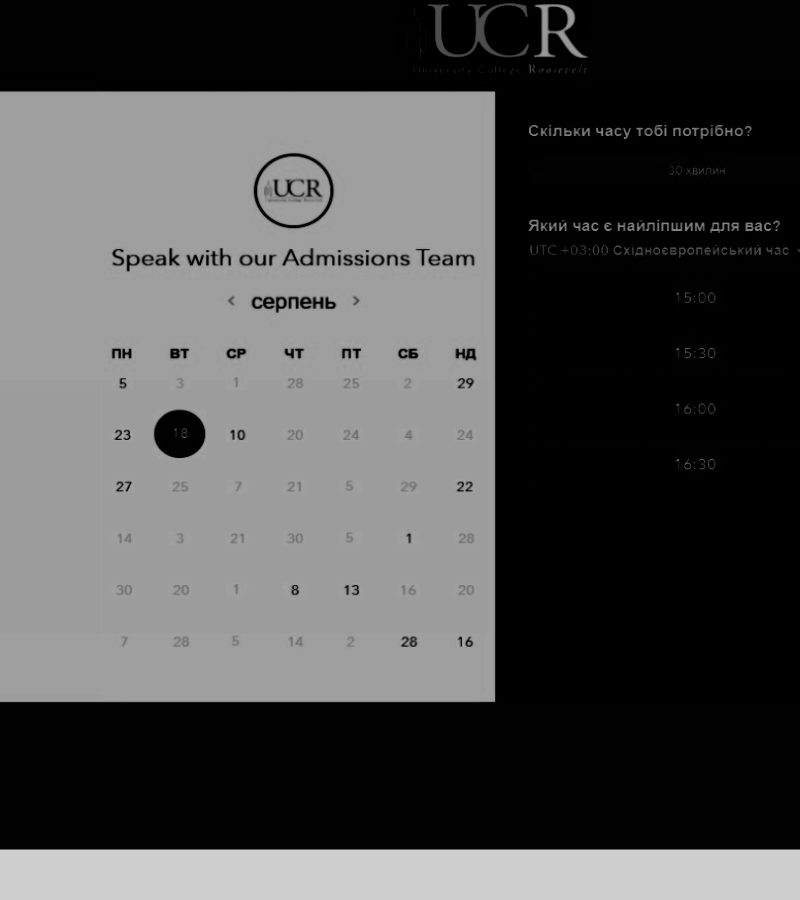 UCR
University College Roosevelt
UCR
Speak with our Admissions Team
< серпень >
ПН ВТ СР ЧТ ПТ СБ НД
5 3 1 28 25 2 29
23 18 10 20 24 4 24
27 25 7 21 5 29 22
14 3 21 30 5 1 28
30 20 1 8 13 16 20
7 28 5 14 2 28 16
Скільки часу тобі потрібно?
30 хвилин
Який час є найліпшим для вас?
UTC +03:00 Східноєвропейський час
15:00
15:30
16:00
16:30